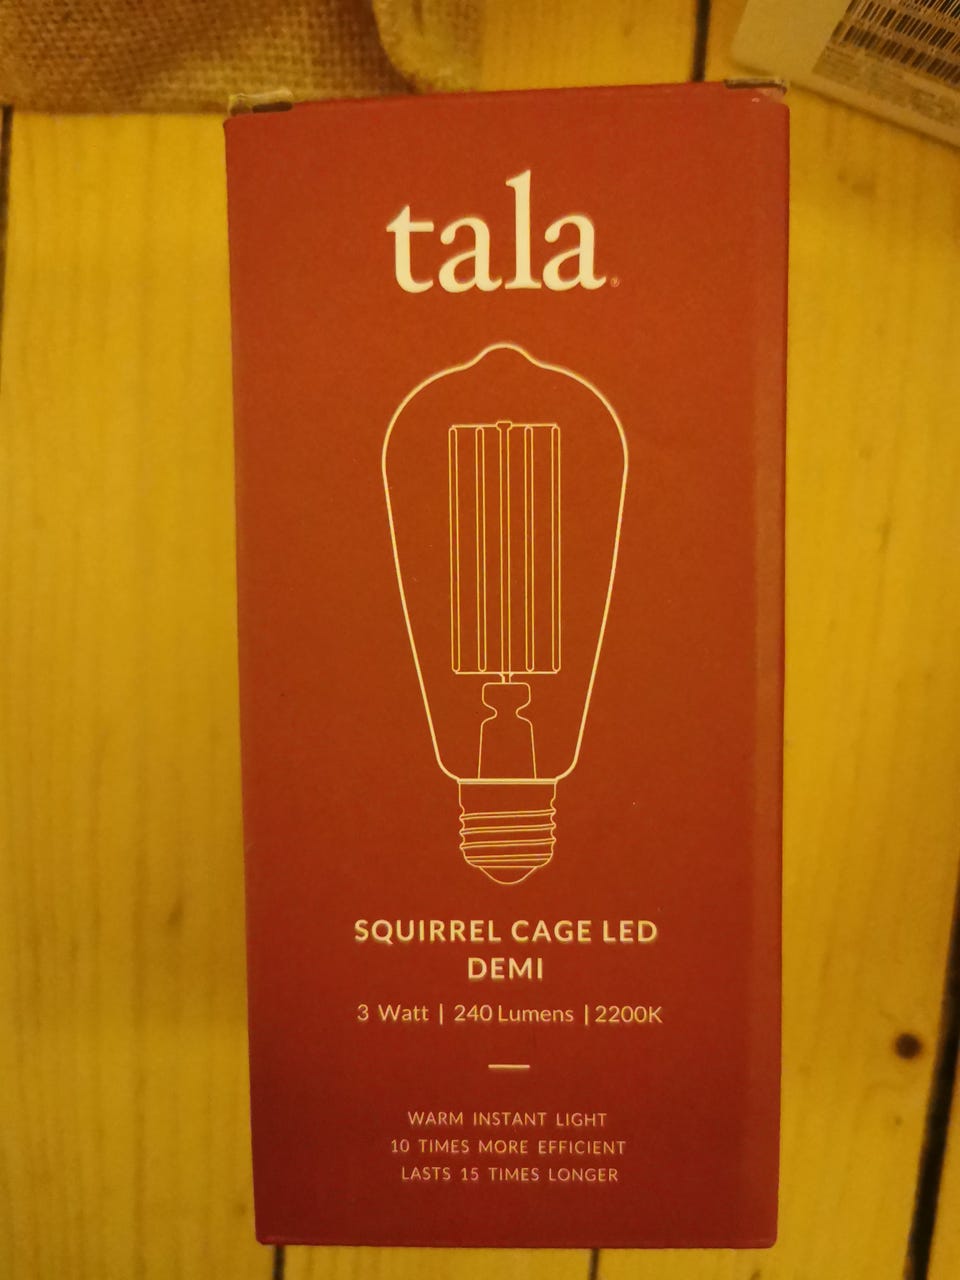 tala®
SQUIRREL CAGE LED
DEMI
3 Watt | 240 Lumens | 2200K
WARM INSTANT LIGHT
10 TIMES MORE EFFICIENT
LASTS 15 TIMES LONGER